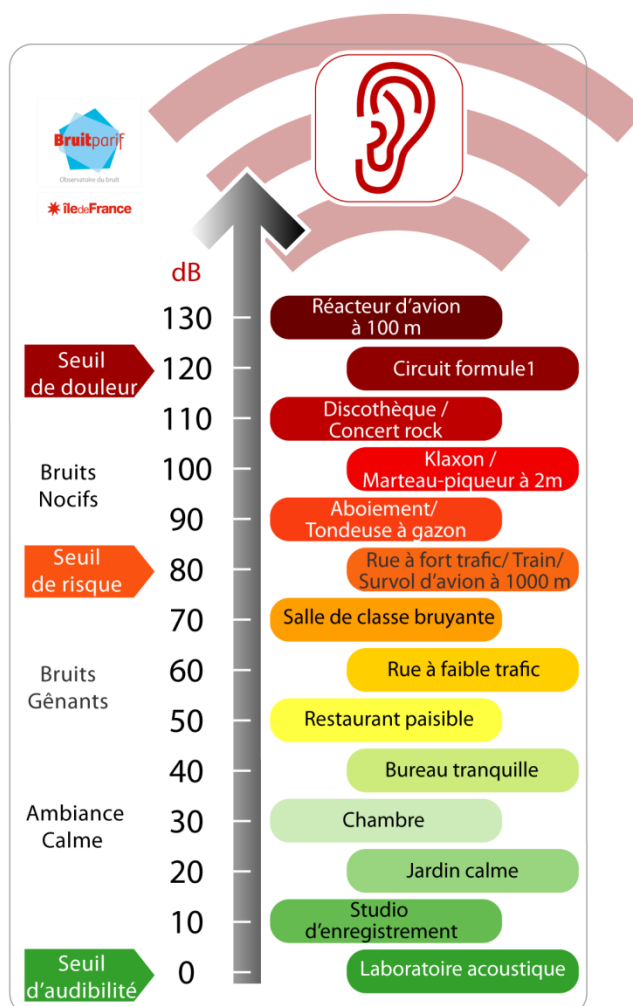 Bruitparif
Observatoire du bruit
îledeFrance
dB
130
Réacteur d'avion
à 100 m
Seuil
de douleur
120
Circuit formule1
110
Discothèque /
Concert rock
Bruits
Nocifs
100
Klaxon /
Marteau-piqueur à 2m
90
Aboiement/
Tondeuse à gazon
Seuil
de risque
80
Rue à fort trafic/ Train/
Survol d'avion à 1000 m
70
Salle de classe bruyante
Bruits
Gênants
60
Rue à faible trafic
50
Restaurant paisible
40
Bureau tranquille
Ambiance
Calme
30
Chambre
20
Jardin calme
10
Studio
d'enregistrement
Seuil
d'audibilité
0
Laboratoire acoustique